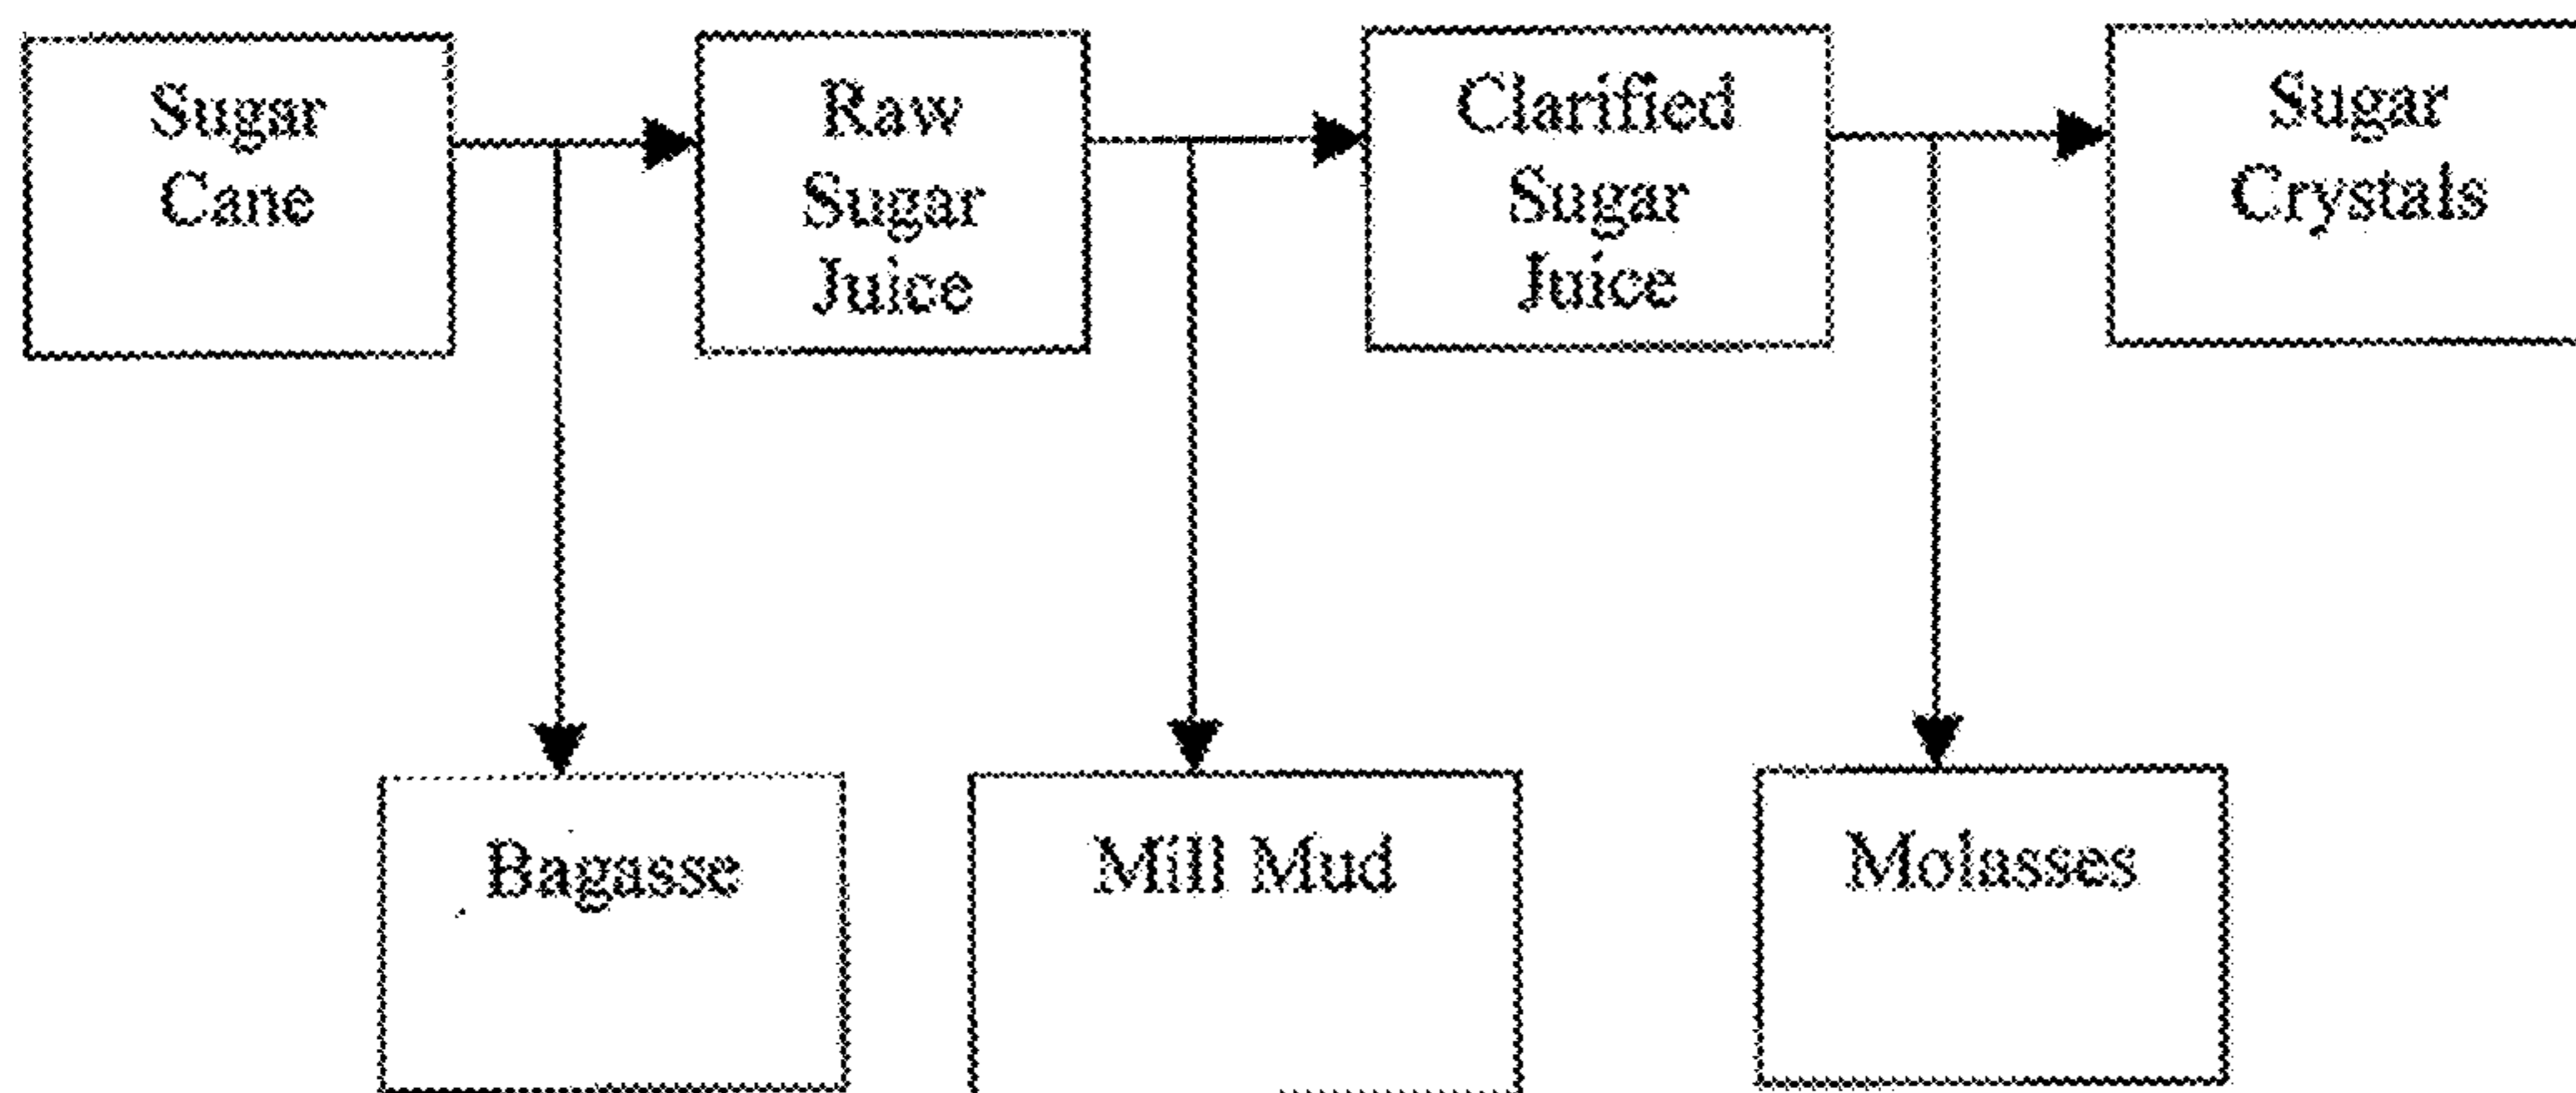 Sugar
Cane
Raw
Sugar
Juice
Clarified
Sugar
Juice
Sugar
Crystals
Bagasse
Mill Mud
Molasses